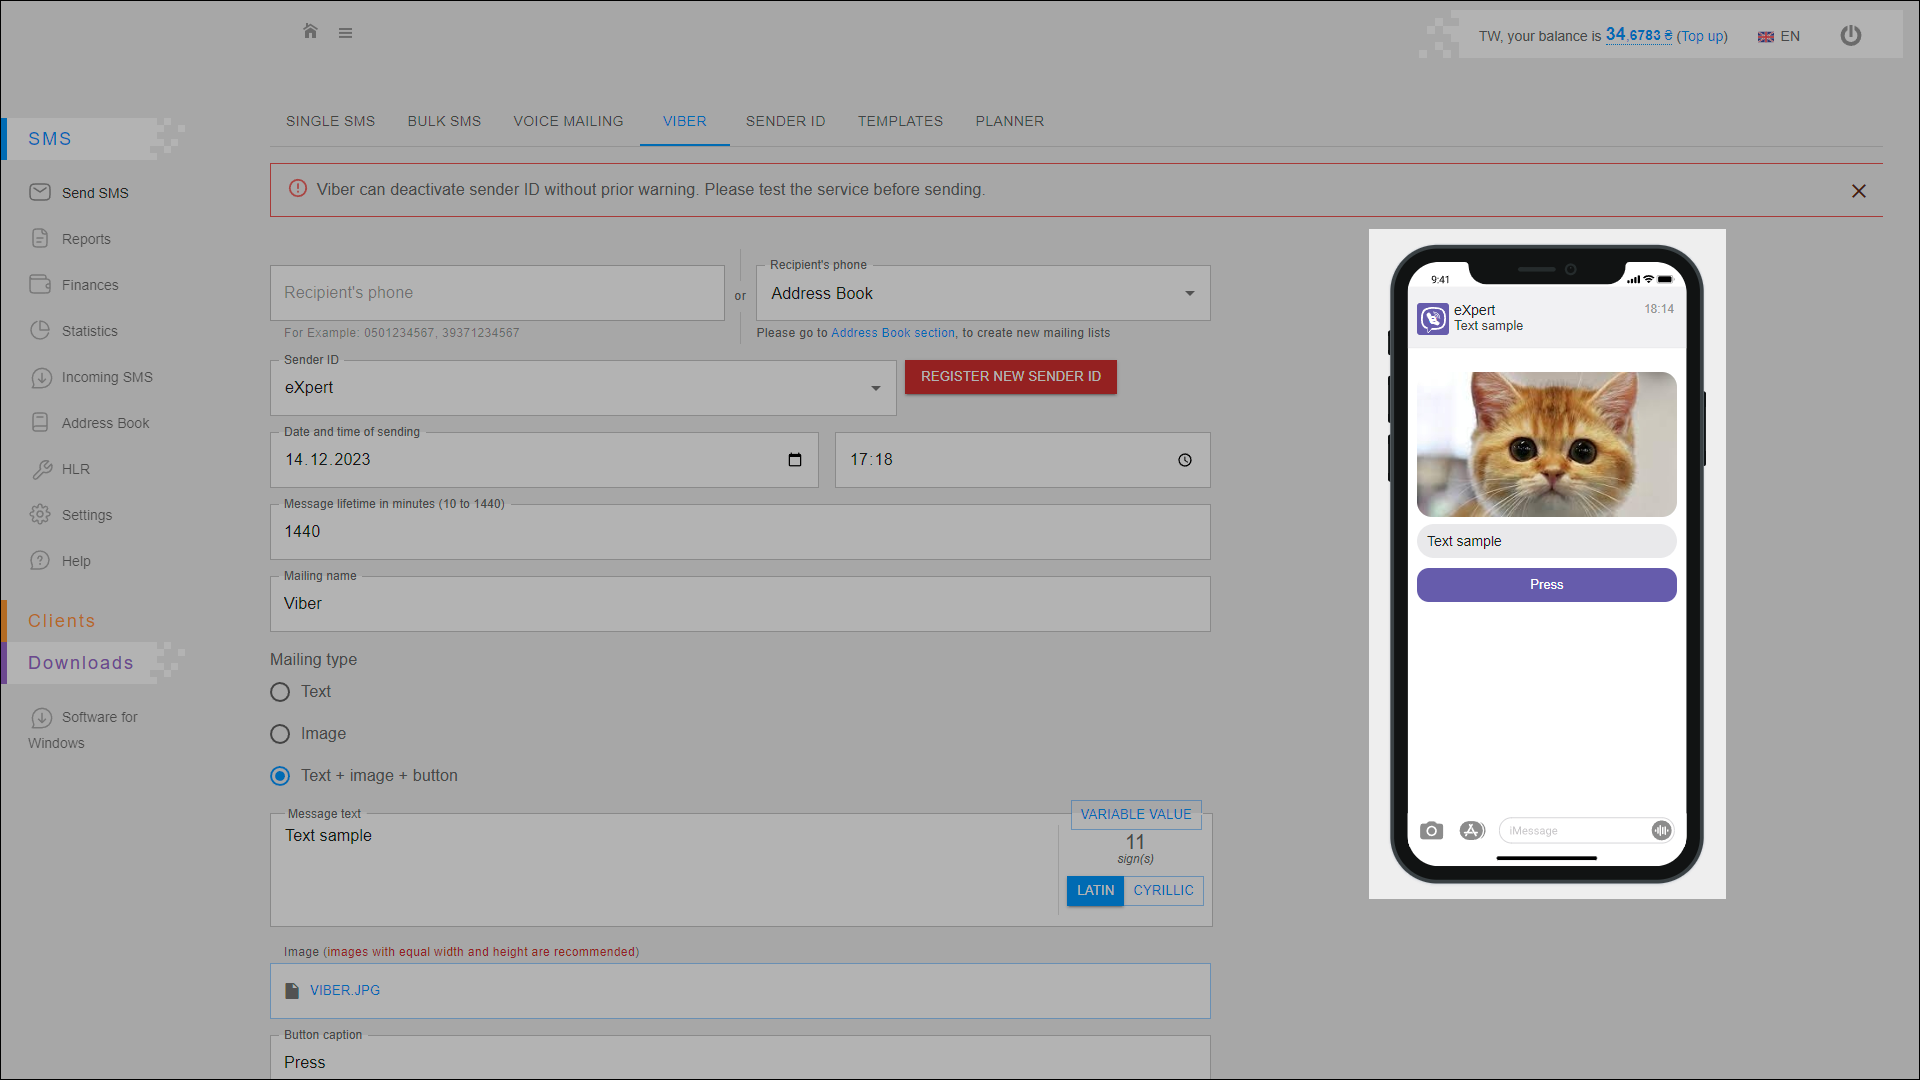 TW, your balance is 34.6783 ₴ (Top up)
EN
SINGLE SMS
BULK SMS
VOICE MAILING
VIBER
SENDER ID
TEMPLATES
PLANNER
SMS
Send SMS
Reports
Finances
Statistics
Incoming SMS
Address Book
HLR
Settings
Help
Clients
Downloads
Software for
Windows
Viber can deactivate sender ID without prior warning. Please test the service before sending.
Recipient's phone
For Example: 0501234567, 39371234567
or
Recipient's phone
Address Book
Please go to Address Book section, to create new mailing lists
Sender ID
eXpert
REGISTER NEW SENDER ID
Date and time of sending
14.12.2023
17:18
Message lifetime in minutes (10 to 1440)
1440
Mailing name
Viber
Mailing type
Text
Image
Text + image + button
Message text
Text sample
VARIABLE VALUE
11
sign(s)
LATIN
CYRILLIC
Image (images with equal width and height are recommended)
VIBER.JPG
Button caption
Press
9:41
eXpert
18:14
Text sample
Text sample
Press
iMessage